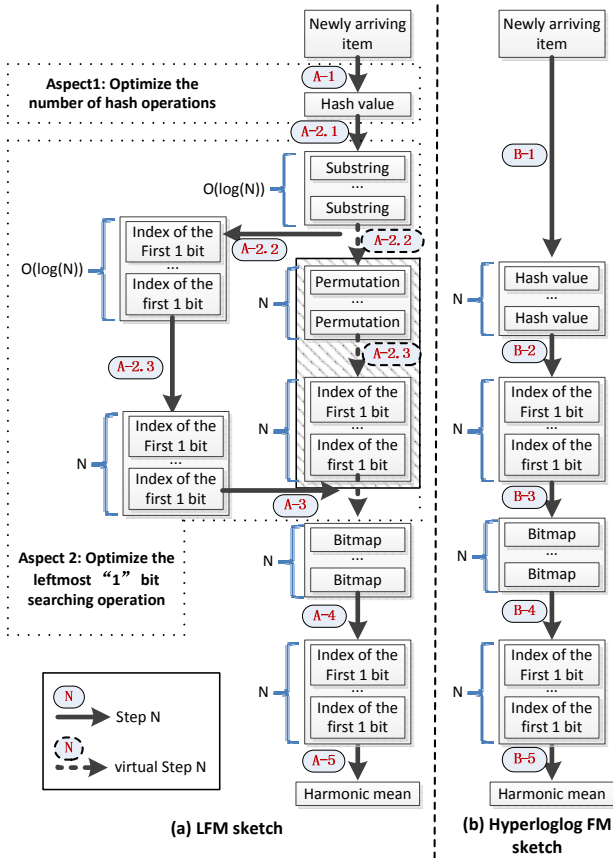 Newly arriving
item
A-1
Aspect1: Optimize the
number of hash operations
Hash value
A-2.1
O(log(N))
Substring
...
Substring
A-2.2
A-2.2
O(log(N))
Index of the
First 1 bit
...
Index of the
first 1 bit
N
Permutation
...
Permutation
A-2.3
A-2.3
N
Index of the
First 1 bit
...
Index of the
first 1 bit
N
Index of the
First 1 bit
...
Index of the
first 1 bit
A-3
Aspect 2: Optimize the
leftmost “1” bit
searching operation
N
Bitmap
...
Bitmap
A-4
N
Index of the
First 1 bit
...
Index of the
first 1 bit
A-5
Harmonic mean
N
Step N
N
virtual Step N
(a) LFM sketch
Newly arriving
item
B-1
N
Hash value
...
Hash value
B-2
N
Index of the
First 1 bit
...
Index of the
first 1 bit
B-3
N
Bitmap
...
Bitmap
B-4
N
Index of the
First 1 bit
...
Index of the
first 1 bit
B-5
Harmonic mean
(b) Hyperloglog FM
sketch